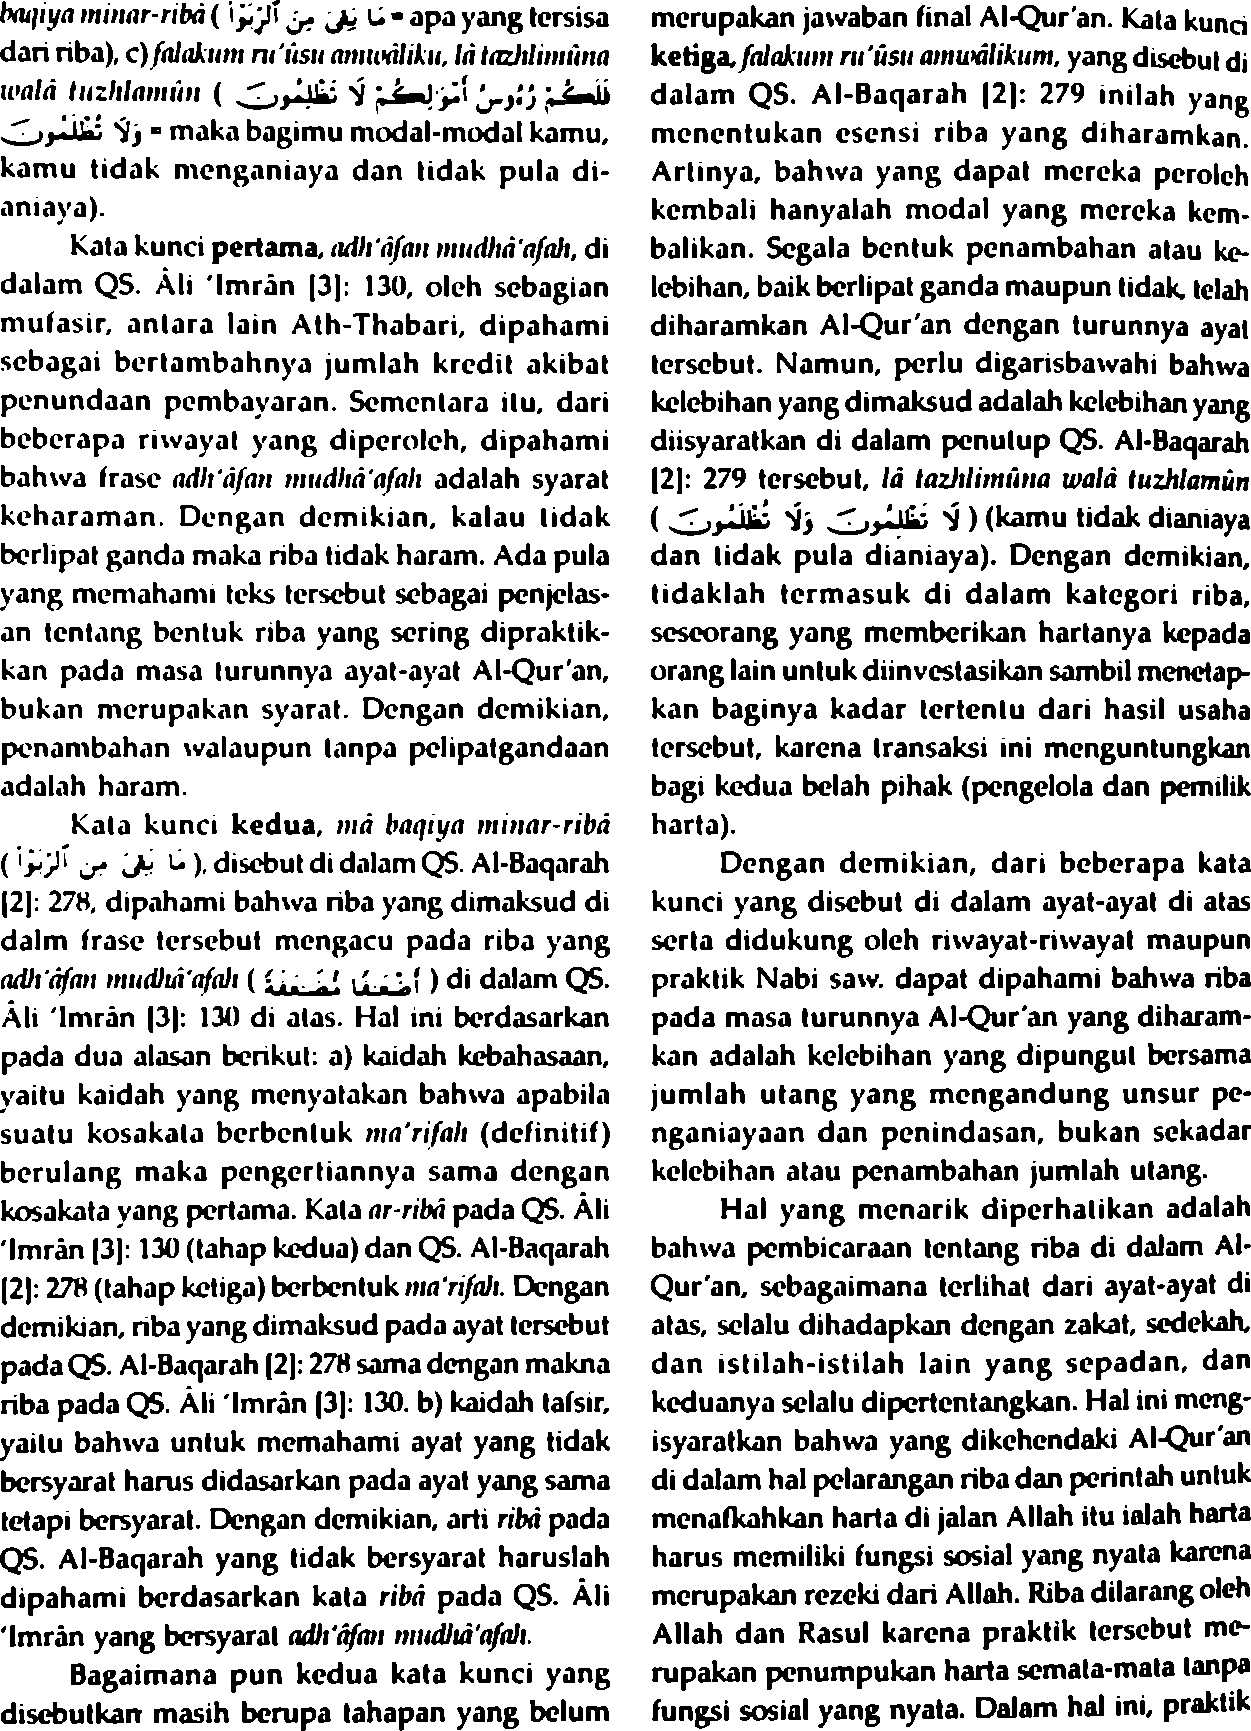 baqiya minar-ribâ ( مَا بَقِىَ مِنَ ٱلرِّبَوٰٓا۟ = apa yang tersisa
dari riba), c) falakum ru'ûsu amwâliku, lâ tazhlimûna
walâ tuzhlamûn ( فَلَكُمْ رُءُوسُ أَمْوَٰلِكُمْ لَا تَظْلِمُونَ
وَلَا تُظْلَمُونَ = maka bagimu modal-modal kamu,
kamu tidak menganiaya dan tidak pula di-
aniaya).
Kata kunci pertama, adh'âfan mudhâ'afah, di
dalam QS. Âli 'Imrân [3]: 130, oleh sebagian
mufasir, antara lain Ath-Thabari, dipahami
sebagai bertambahnya jumlah kredit akibat
penundaan pembayaran. Sementara itu, dari
beberapa riwayat yang diperoleh, dipahami
bahwa frase adh'âfan mudhâ'afah adalah syarat
keharaman. Dengan demikian, kalau tidak
berlipat ganda maka riba tidak haram. Ada pula
yang memahami teks tersebut sebagai penjelas-
an tentang bentuk riba yang sering dipraktik-
kan pada masa turunnya ayat-ayat Al-Qur'an,
bukan merupakan syarat. Dengan demikian,
penambahan walaupun tanpa pelipatgandaan
adalah haram.
Kata kunci kedua, mâ baqiya minar-ribâ
( مَا بَقِىَ مِنَ ٱلرِّبَوٰٓا۟ ), disebut di dalam QS. Al-Baqarah
[2]: 278, dipahami bahwa riba yang dimaksud di
dalm frase tersebut mengacu pada riba yang
adh'âfan mudhâ'afah ( أَضْعَٰفًا مُّضَٰعَفَةً ) di dalam QS.
Âli 'Imrân [3]: 130 di atas. Hal ini berdasarkan
pada dua alasan berikut: a) kaidah kebahasaan,
yaitu kaidah yang menyatakan bahwa apabila
suatu kosakata berbentuk ma'rifah (definitif)
berulang maka pengertiannya sama dengan
kosakata yang pertama. Kata ar-ribâ pada QS. Âli
'Imrân [3]: 130 (tahap kedua) dan QS. Al-Baqarah
[2]: 278 (tahap ketiga) berbentuk ma'rifah. Dengan
demikian, riba yang dimaksud pada ayat tersebut
pada QS. Al-Baqarah [2]: 278 sama dengan makna
riba pada QS. Âli 'Imrân [3]: 130. b) kaidah tafsir,
yaitu bahwa untuk memahami ayat yang tidak
bersyarat harus didasarkan pada ayat yang sama
tetapi bersyarat. Dengan demikian, arti ribâ pada
QS. Al-Baqarah yang tidak bersyarat haruslah
dipahami berdasarkan kata ribâ pada QS. Âli
'Imrân yang bersyarat adh'âfan mudhâ'afah.
Bagaimana pun kedua kata kunci yang
disebutkan masih berupa tahapan yang belum
merupakan jawaban final Al-Qur'an. Kata kunci
ketiga, falakum ru'ûsu amwâlikum, yang disebut di
dalam QS. Al-Baqarah [2]: 279 inilah yang
menentukan esensi riba yang diharamkan.
Artinya, bahwa yang dapat mereka peroleh
kembali hanyalah modal yang mereka kem-
balikan. Segala bentuk penambahan atau ke-
lebihan, baik berlipat ganda maupun tidak, telah
diharamkan Al-Qur'an dengan turunnya ayat
tersebut. Namun, perlu digarisbawahi bahwa
kelebihan yang dimaksud adalah kelebihan yang
diisyaratkan di dalam penutup QS. Al-Baqarah
[2]: 279 tersebut, lâ tazhlimûna walâ tuzhlamûn
( لَا تَظْلِمُونَ وَلَا تُظْلَمُونَ ) (kamu tidak dianiaya
dan tidak pula dianiaya). Dengan demikian,
tidaklah termasuk di dalam kategori riba,
seseorang yang memberikan hartanya kepada
orang lain untuk diinvestasikan sambil menetap-
kan baginya kadar tertentu dari hasil usaha
tersebut, karena transaksi ini menguntungkan
bagi kedua belah pihak (pengelola dan pemilik
harta).
Dengan demikian, dari beberapa kata
kunci yang disebut di dalam ayat-ayat di atas
serta didukung oleh riwayat-riwayat maupun
praktik Nabi saw. dapat dipahami bahwa riba
pada masa turunnya Al-Qur'an yang diharam-
kan adalah kelebihan yang dipungut bersama
jumlah utang yang mengandung unsur pe-
nganiayaan dan penindasan, bukan sekadar
kelebihan atau penambahan jumlah utang.
Hal yang menarik diperhatikan adalah
bahwa pembicaraan tentang riba di dalam Al-
Qur'an, sebagaimana terlihat dari ayat-ayat di
atas, selalu dihadapkan dengan zakat, sedekah,
dan istilah-istilah lain yang sepadan, dan
keduanya selalu dipertentangkan. Hal ini meng-
isyaratkan bahwa yang dikehendaki Al-Qur'an
di dalam hal pelarangan riba dan perintah untuk
menafkahkan harta di jalan Allah itu ialah harta
harus memiliki fungsi sosial yang nyata karena
merupakan rezeki dari Allah. Riba dilarang oleh
Allah dan Rasul karena praktik tersebut me-
rupakan penumpukan harta semata-mata tanpa
fungsi sosial yang nyata. Dalam hal ini, praktik